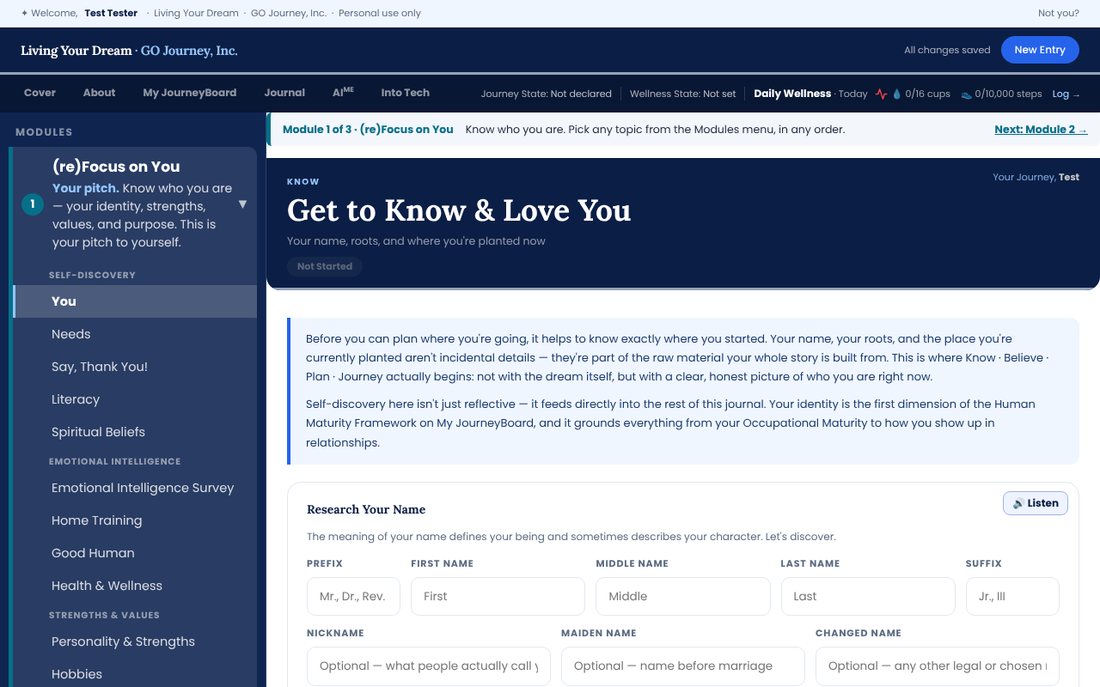 ✦ Welcome, Test Tester · Living Your Dream · GO Journey, Inc. · Personal use only
Not you?
Living Your Dream · GO Journey, Inc.
All changes saved
New Entry
Cover
About
My JourneyBoard
Journal
AIᴹᴱ
Into Tech
Journey State: Not declared
Wellness State: Not set
Daily Wellness · Today
0/16 cups
0/10,000 steps
Log →
MODULES
1
(re)Focus on You
Your pitch. Know who you are
— your identity, strengths,
values, and purpose. This is
your pitch to yourself.
▼
SELF-DISCOVERY
You
Needs
Say, Thank You!
Literacy
Spiritual Beliefs
EMOTIONAL INTELLIGENCE
Emotional Intelligence Survey
Home Training
Good Human
Health & Wellness
STRENGTHS & VALUES
Personality & Strengths
Hobbies
Module 1 of 3 · (re)Focus on You
Know who you are. Pick any topic from the Modules menu, in any order.
Next: Module 2 →
KNOW
Your Journey, Test
Get to Know & Love You
Your name, roots, and where you're planted now
Not Started
Before you can plan where you're going, it helps to know exactly where you started. Your name, your roots, and the place you're
currently planted aren't incidental details — they're part of the raw material your whole story is built from. This is where Know · Believe ·
Plan · Journey actually begins: not with the dream itself, but with a clear, honest picture of who you are right now.
Self-discovery here isn't just reflective — it feeds directly into the rest of this journal. Your identity is the first dimension of the Human
Maturity Framework on My JourneyBoard, and it grounds everything from your Occupational Maturity to how you show up in
relationships.
Listen
Research Your Name
The meaning of your name defines your being and sometimes describes your character. Let's discover.
PREFIX
FIRST NAME
MIDDLE NAME
LAST NAME
SUFFIX
Mr., Dr., Rev.
First
Middle
Last
Jr., III
NICKNAME
MAIDEN NAME
CHANGED NAME
Optional — what people actually call
Optional — name before marriage
Optional — any other legal or chosen